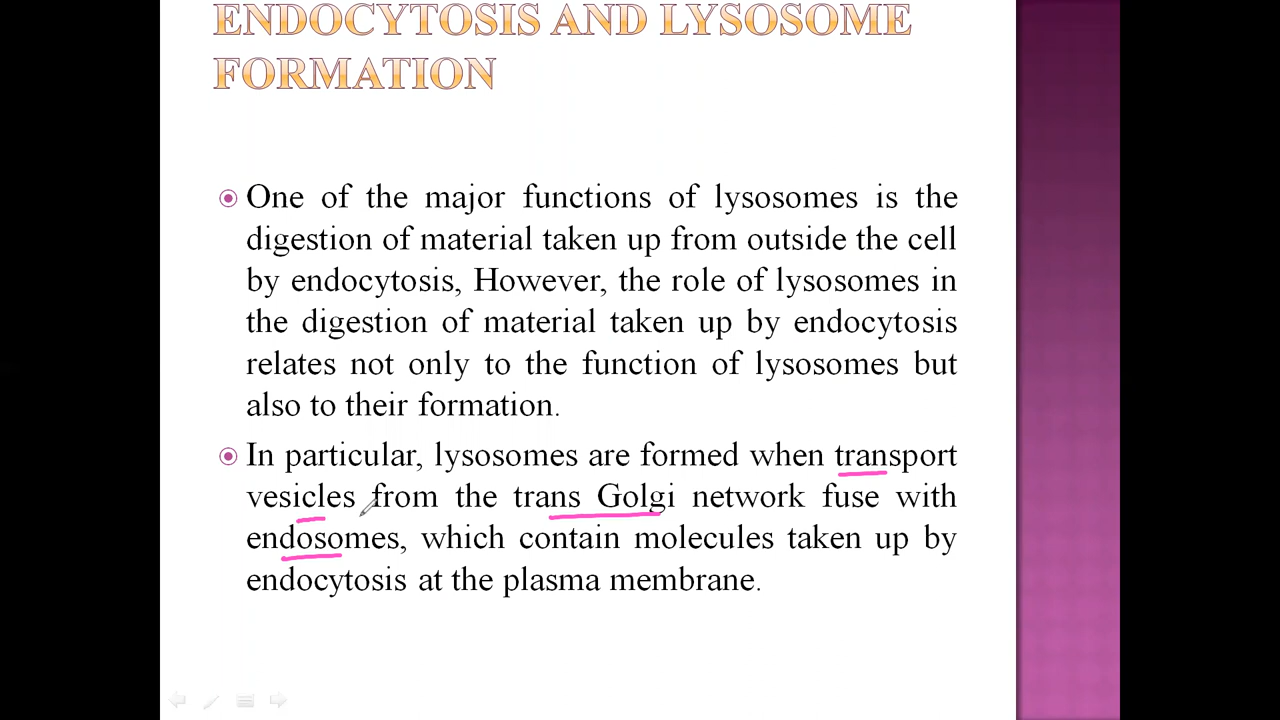 ENDOCYTOSIS AND LYSOSOME
FORMATION
One of the major functions of lysosomes is the
digestion of material taken up from outside the cell
by endocytosis, However, the role of lysosomes in
the digestion of material taken up by endocytosis
relates not only to the function of lysosomes but
also to their formation.
In particular, lysosomes are formed when transport
vesicles from the trans Golgi network fuse with
endosomes, which contain molecules taken up by
endocytosis at the plasma membrane.